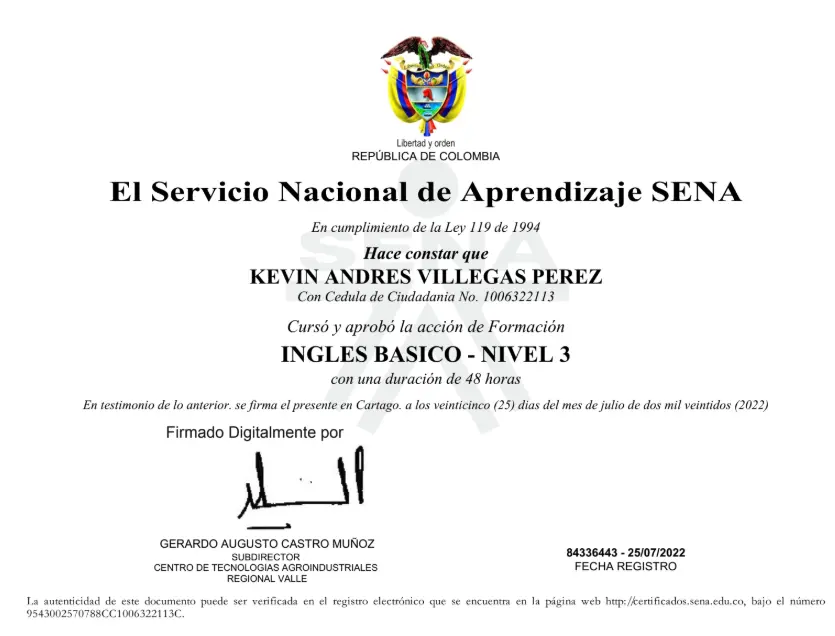 Libertad y orden
REPÚBLICA DE COLOMBIA
El Servicio Nacional de Aprendizaje SENA
En cumplimiento de la Ley 119 de 1994
SENA
Hace constar que
KEVIN ANDRES VILLEGAS PEREZ
Con Cedula de Ciudadania No. 1006322113
Cursó y aprobó la acción de Formación
INGLES BASICO - NIVEL 3
con una duración de 48 horas
En testimonio de lo anterior. se firma el presente en Cartago. a los veinticinco (25) dias del mes de julio de dos mil veintidos (2022)
Firmado Digitalmente por
GERARDO AUGUSTO CASTRO MUÑOZ
SUBDIRECTOR
CENTRO DE TECNOLOGIAS AGROINDUSTRIALES
REGIONAL VALLE
84336443 - 25/07/2022
FECHA REGISTRO
La autenticidad de este documento puede ser verificada en el registro electrónico que se encuentra en la página web http://certificados.sena.edu.co, bajo el número
9543002570788CC1006322113C.